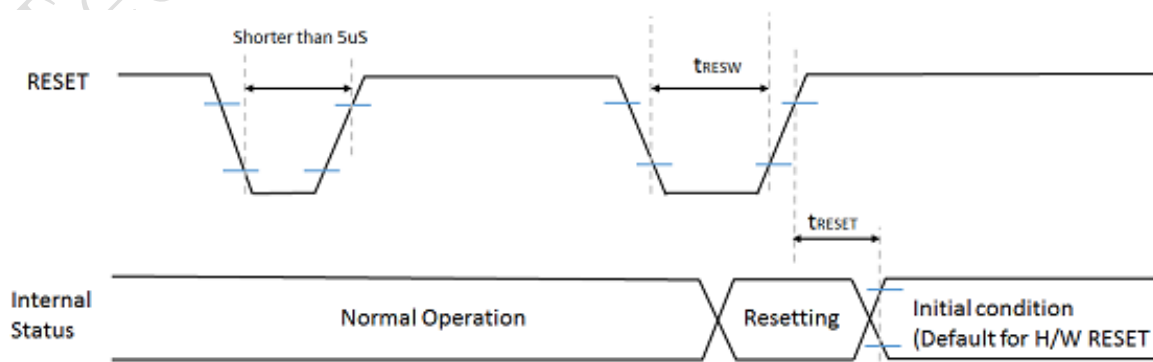 Shorter than 5uS
RESET
tRESW
tRESET
Internal
Status
Normal Operation
Resetting
Initial condition
(Default for H/W RESET